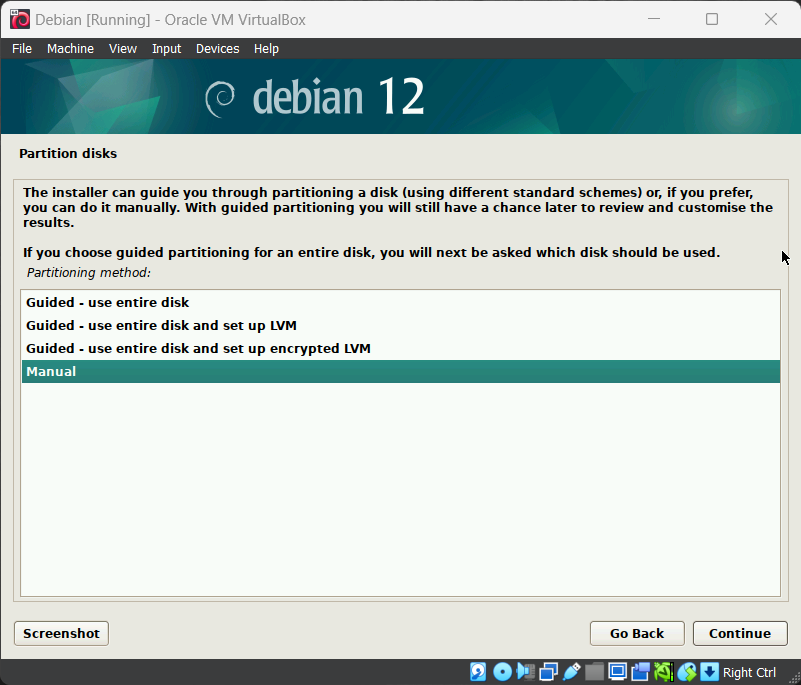 Debian [Running] - Oracle VM VirtualBox
File Machine View Input Devices Help
debian 12
Partition disks
The installer can guide you through partitioning a disk (using different standard schemes) or, if you prefer,
you can do it manually. With guided partitioning you will still have a chance later to review and customise the
results.
If you choose guided partitioning for an entire disk, you will next be asked which disk should be used.
Partitioning method:
Guided - use entire disk
Guided - use entire disk and set up LVM
Guided - use entire disk and set up encrypted LVM
Manual
Screenshot Go Back Continue
Right Ctrl